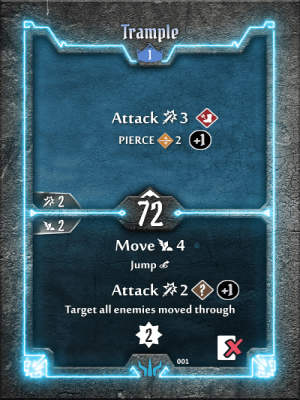 Trample
1
Attack 3
PIERCE 2 +1
2
72
2
Move 4
Jump
Attack 2 ? +1
Target all enemies moved through
2
001